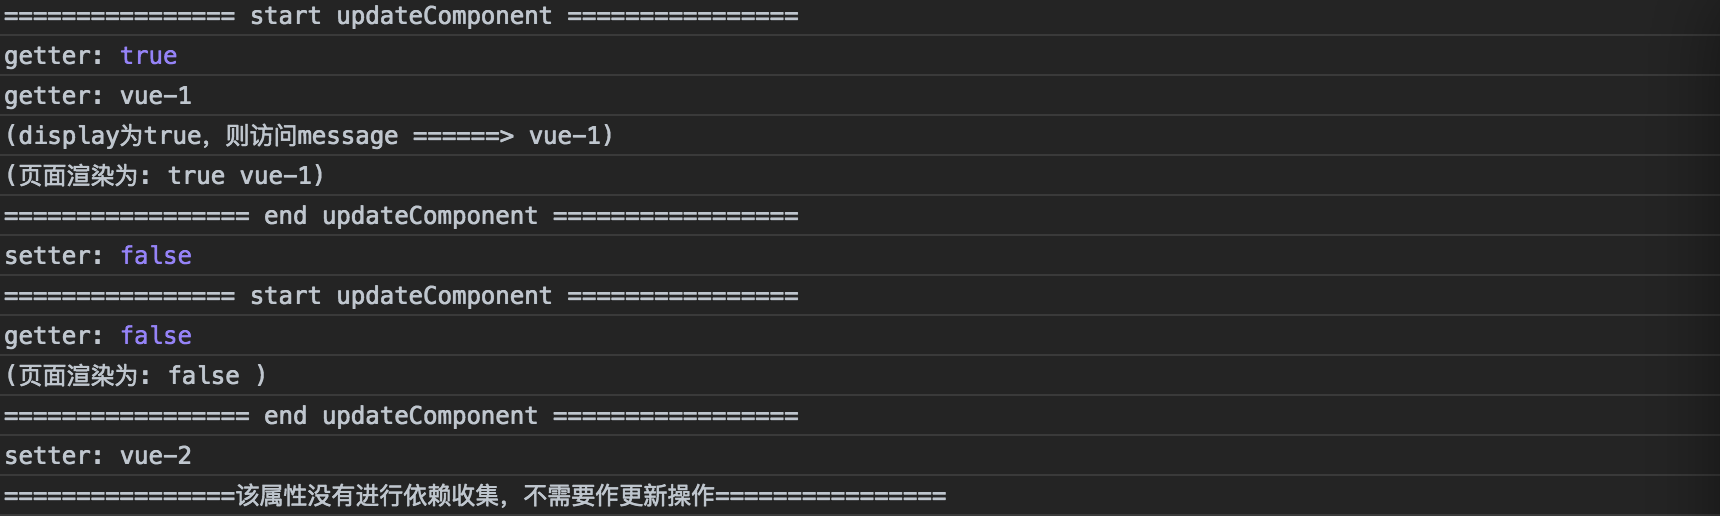 ================ start updateComponent ================
getter: true
getter: vue-1
(display为true，则访问message ======> vue-1)
(页面渲染为: true vue-1)
================= end updateComponent =================
setter: false
================ start updateComponent ================
getter: false
(页面渲染为: false )
================= end updateComponent =================
setter: vue-2
================该属性没有进行依赖收集，不需要作更新操作================